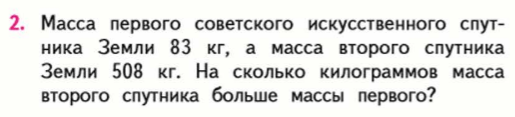 2. Масса первого советского искусственного спут-
ника Земли 83 кг, а масса второго спутника
Земли 508 кг. На сколько килограммов масса
второго спутника больше массы первого?